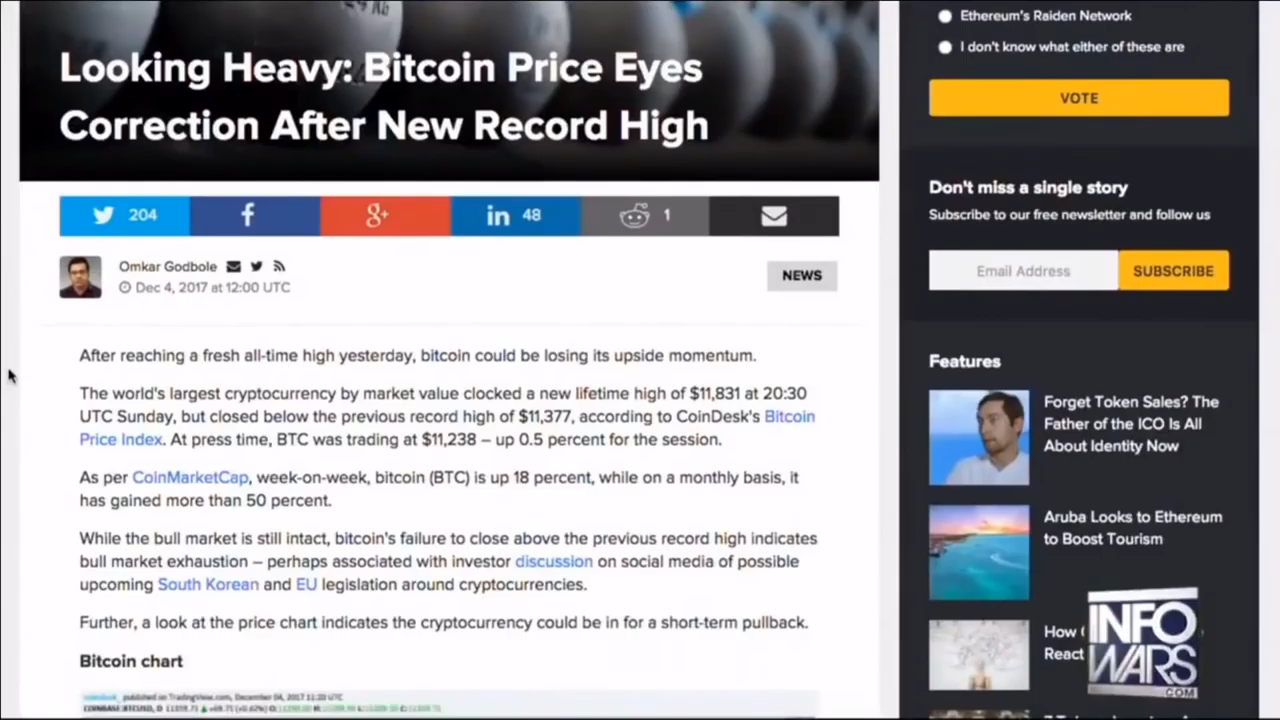 Looking Heavy: Bitcoin Price Eyes
Correction After New Record High
204
48
1
Omkar Godbole
Dec 4, 2017 at 12:00 UTC
NEWS
After reaching a fresh all-time high yesterday, bitcoin could be losing its upside momentum.
The world's largest cryptocurrency by market value clocked a new lifetime high of $11,831 at 20:30
UTC Sunday, but closed below the previous record high of $11,377, according to CoinDesk's Bitcoin
Price Index. At press time, BTC was trading at $11,238 – up 0.5 percent for the session.
As per CoinMarketCap, week-on-week, bitcoin (BTC) is up 18 percent, while on a monthly basis, it
has gained more than 50 percent.
While the bull market is still intact, bitcoin's failure to close above the previous record high indicates
bull market exhaustion – perhaps associated with investor discussion on social media of possible
upcoming South Korean and EU legislation around cryptocurrencies.
Further, a look at the price chart indicates the cryptocurrency could be in for a short-term pullback.
Bitcoin chart
published on TradingView.com, December 04, 2017 11:20 UTC
Ethereum's Raiden Network
I don't know what either of these are
VOTE
Don't miss a single story
Subscribe to our free newsletter and follow us
Email Address
SUBSCRIBE
Features
Forget Token Sales? The
Father of the ICO Is All
About Identity Now
Aruba Looks to Ethereum
to Boost Tourism
How
React
INFO
WARS
.COM